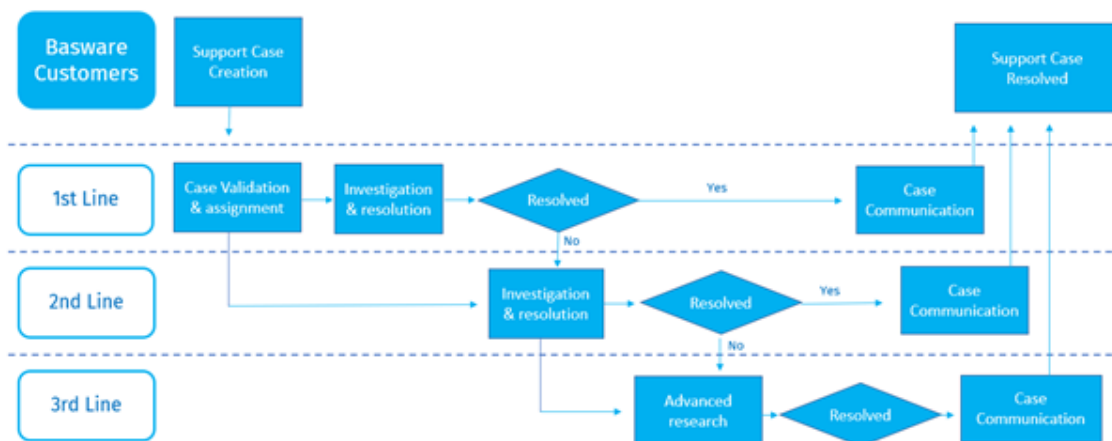 Basware
Customers
Support Case
Creation
Support Case
Resolved
1st Line
Case Validation
& assignment
Investigation
& resolution
Resolved
Yes
Case
Communication
No
2nd Line
Investigation
& resolution
Resolved
Yes
Case
Communication
No
3rd Line
Advanced
research
Resolved
Case
Communication